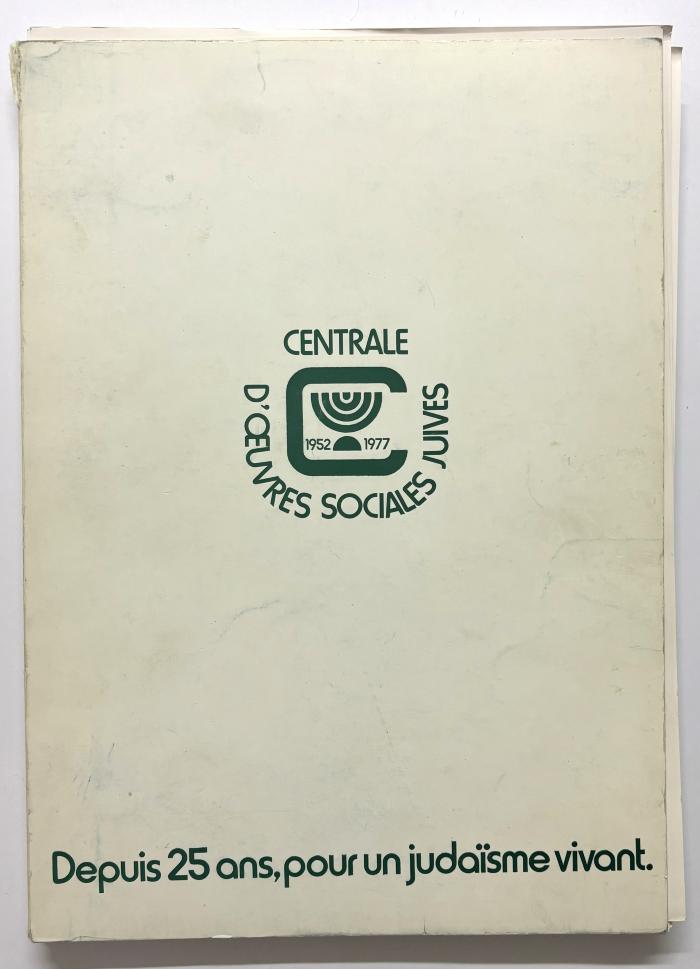 CENTRALE
D'ŒUVRES SOCIALES JUIVES
1952 1977
Depuis 25 ans, pour un judaïsme vivant.